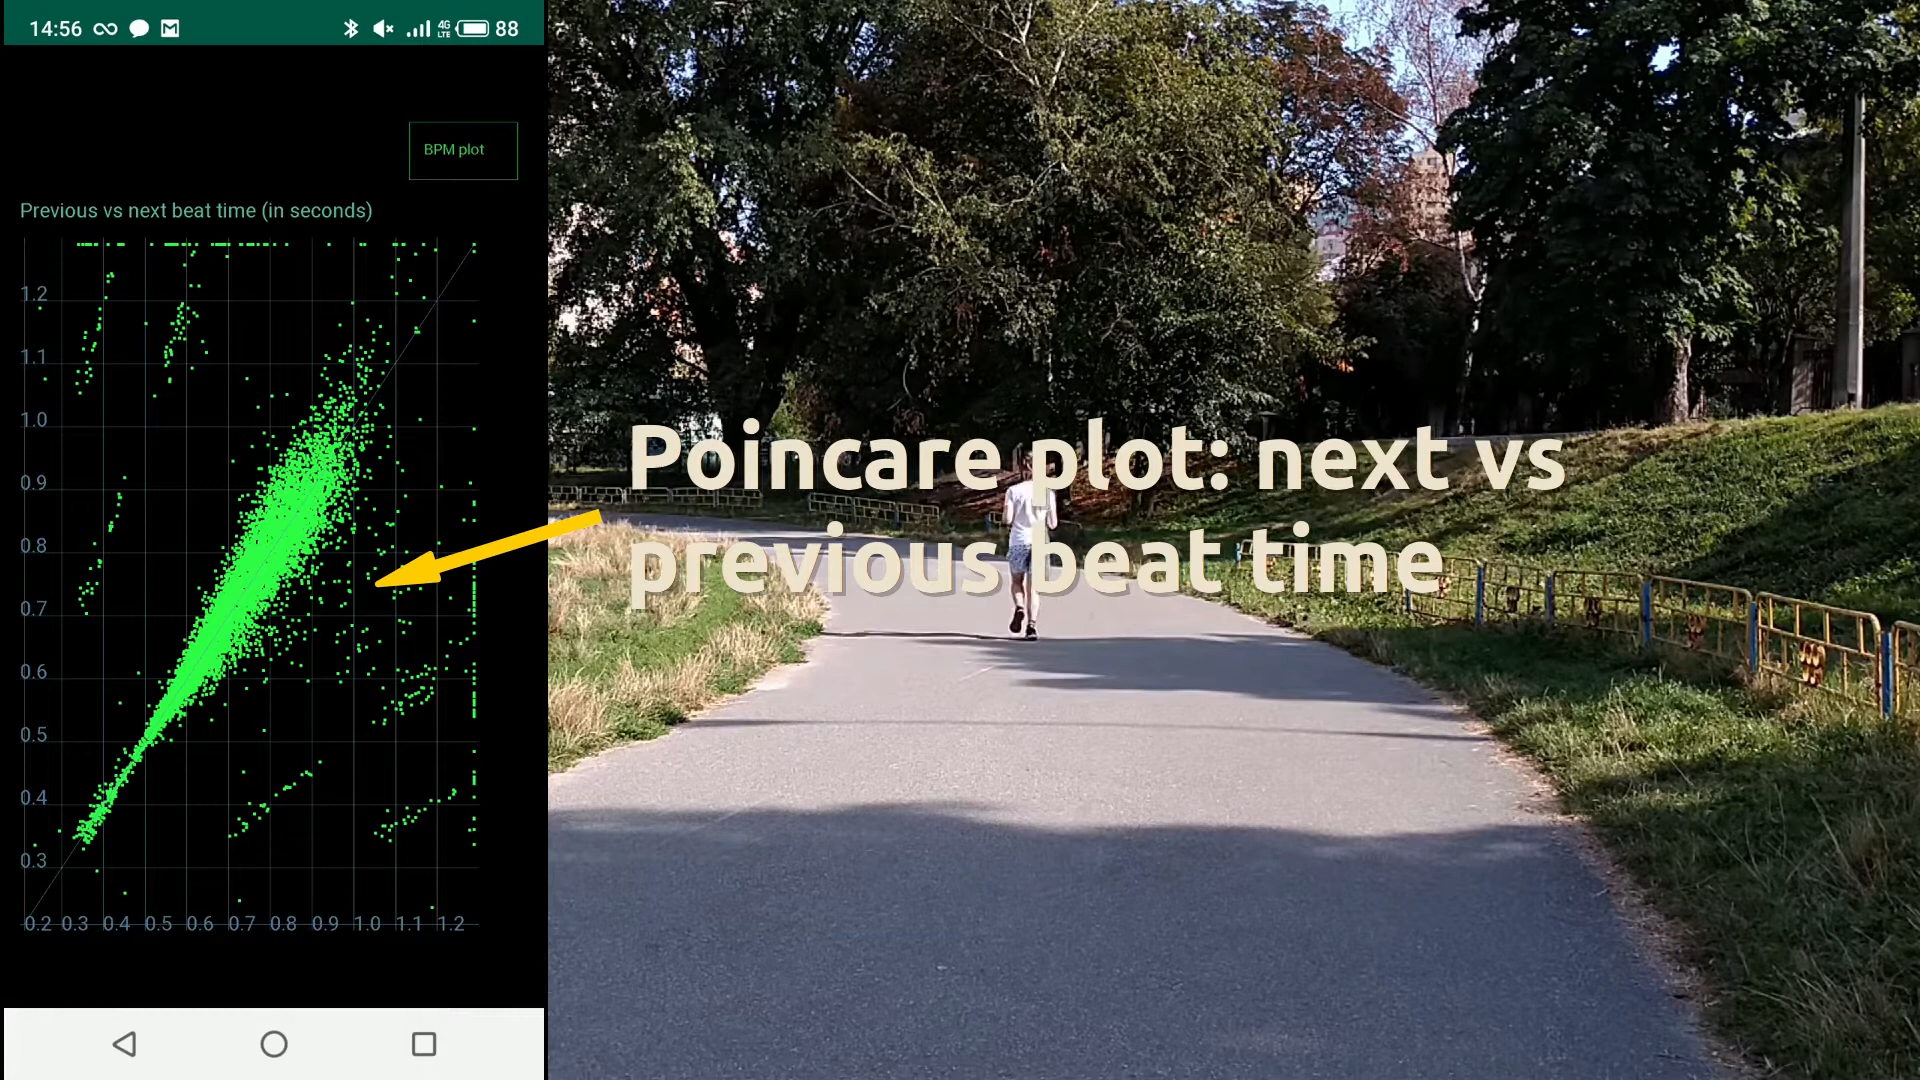 14:56
4G
LTE
88
BPM plot
Previous vs next beat time (in seconds)
1.2
1.1
1.0
0.9
0.8
0.7
0.6
0.5
0.4
0.3
0.2 0.3 0.4 0.5 0.6 0.7 0.8 0.9 1.0 1.1 1.2
Poincare plot: next vs
previous beat time